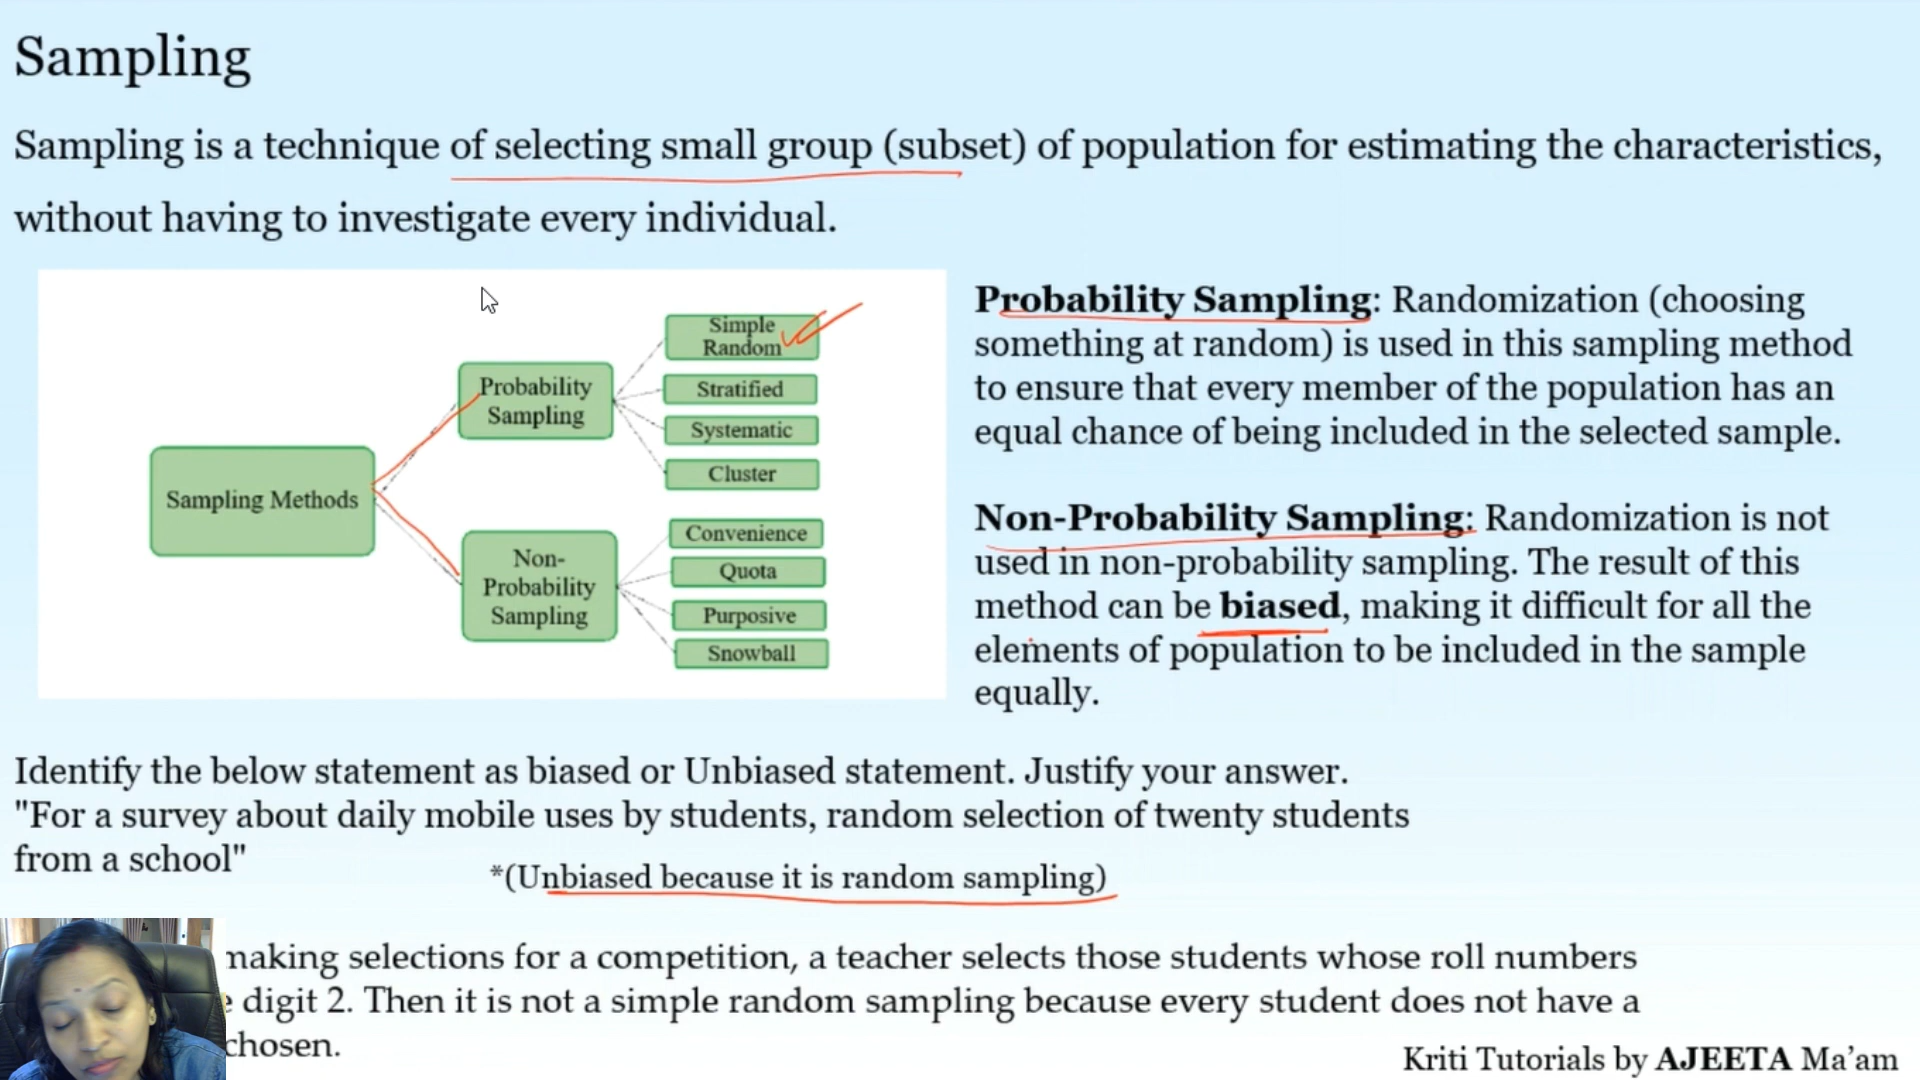 Sampling
Sampling is a technique of selecting small group (subset) of population for estimating the characteristics,
without having to investigate every individual.
Sampling Methods
Probability
Sampling
Simple
Random
Stratified
Systematic
Cluster
Non-
Probability
Sampling
Convenience
Quota
Purposive
Snowball
Probability Sampling: Randomization (choosing
something at random) is used in this sampling method
to ensure that every member of the population has an
equal chance of being included in the selected sample.
Non-Probability Sampling: Randomization is not
used in non-probability sampling. The result of this
method can be biased, making it difficult for all the
elements of population to be included in the sample
equally.
Identify the below statement as biased or Unbiased statement. Justify your answer.
"For a survey about daily mobile uses by students, random selection of twenty students
from a school"
*(Unbiased because it is random sampling)
making selections for a competition, a teacher selects those students whose roll numbers
digit 2. Then it is not a simple random sampling because every student does not have a
chosen.
Kriti Tutorials by AJEETA Ma'am